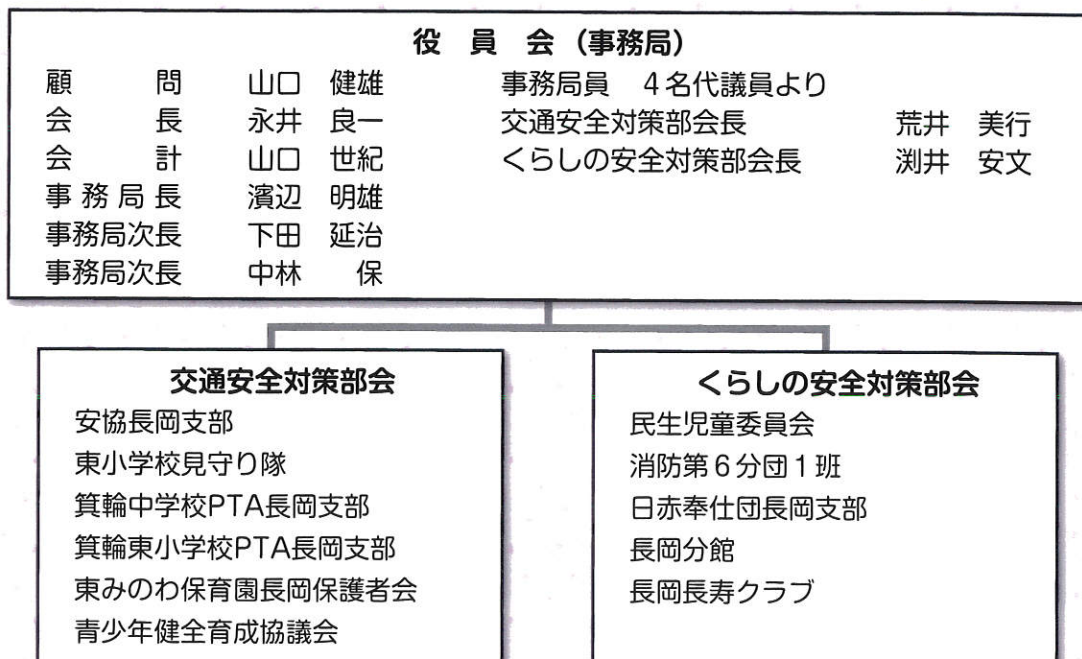 役 員 会（事務局）
顧 問 山口 健雄
会 長 永井 良一
会 計 山口 世紀
事 務 局 長 濱辺 明雄
事務局次長 下田 延治
事務局次長 中林 保
事務局員 4名代議員より
交通安全対策部会長 荒井 美行
くらしの安全対策部会長 渕井 安文
交通安全対策部会
安協長岡支部
東小学校見守り隊
箕輪中学校PTA長岡支部
箕輪東小学校PTA長岡支部
東みのわ保育園長岡保護者会
青少年健全育成協議会
くらしの安全対策部会
民生児童委員会
消防第6分団1班
日赤奉仕団長岡支部
長岡分館
長岡長寿クラブ